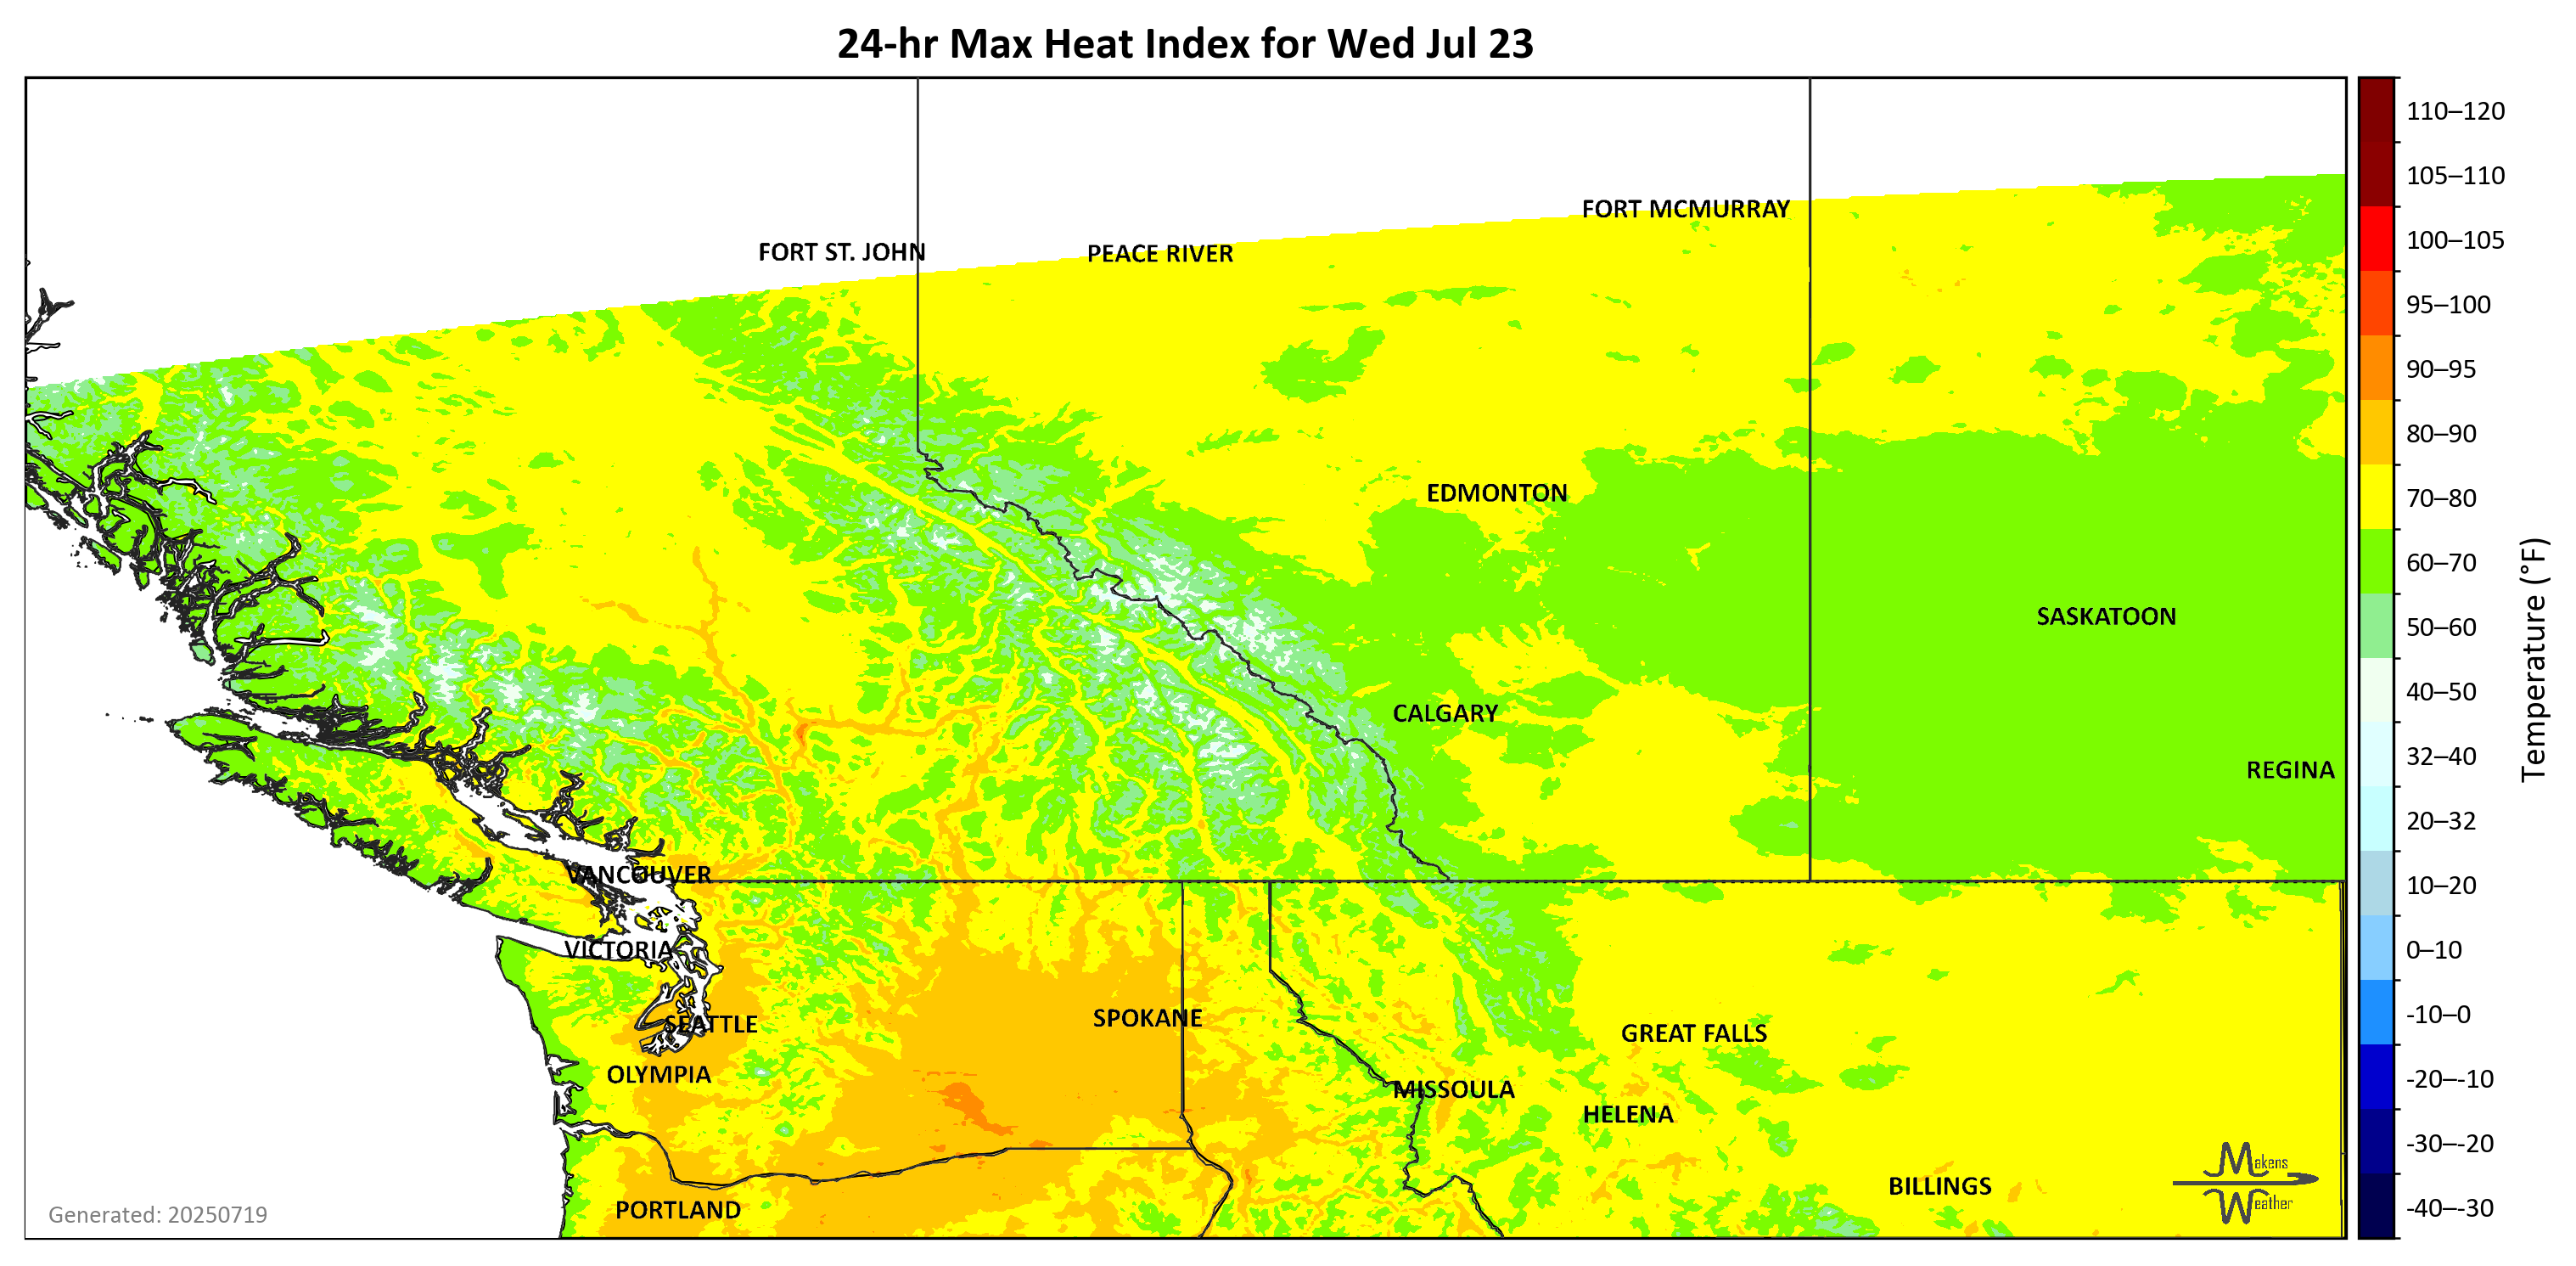 24-hr Max Heat Index for Wed Jul 23
FORT MCMURRAY
FORT ST. JOHN
PEACE RIVER
EDMONTON
SASKATOON
CALGARY
REGINA
VANCOUVER
VICTORIA
SEATTLE
SPOKANE
GREAT FALLS
OLYMPIA
MISSOULA
HELENA
BILLINGS
PORTLAND
Makens
Weather
Generated: 20250719
110–120
105–110
100–105
95–100
90–95
80–90
70–80
60–70
50–60
40–50
32–40
20–32
10–20
0–10
-10–0
-20–-10
-30–-20
-40–-30
Temperature (°F)